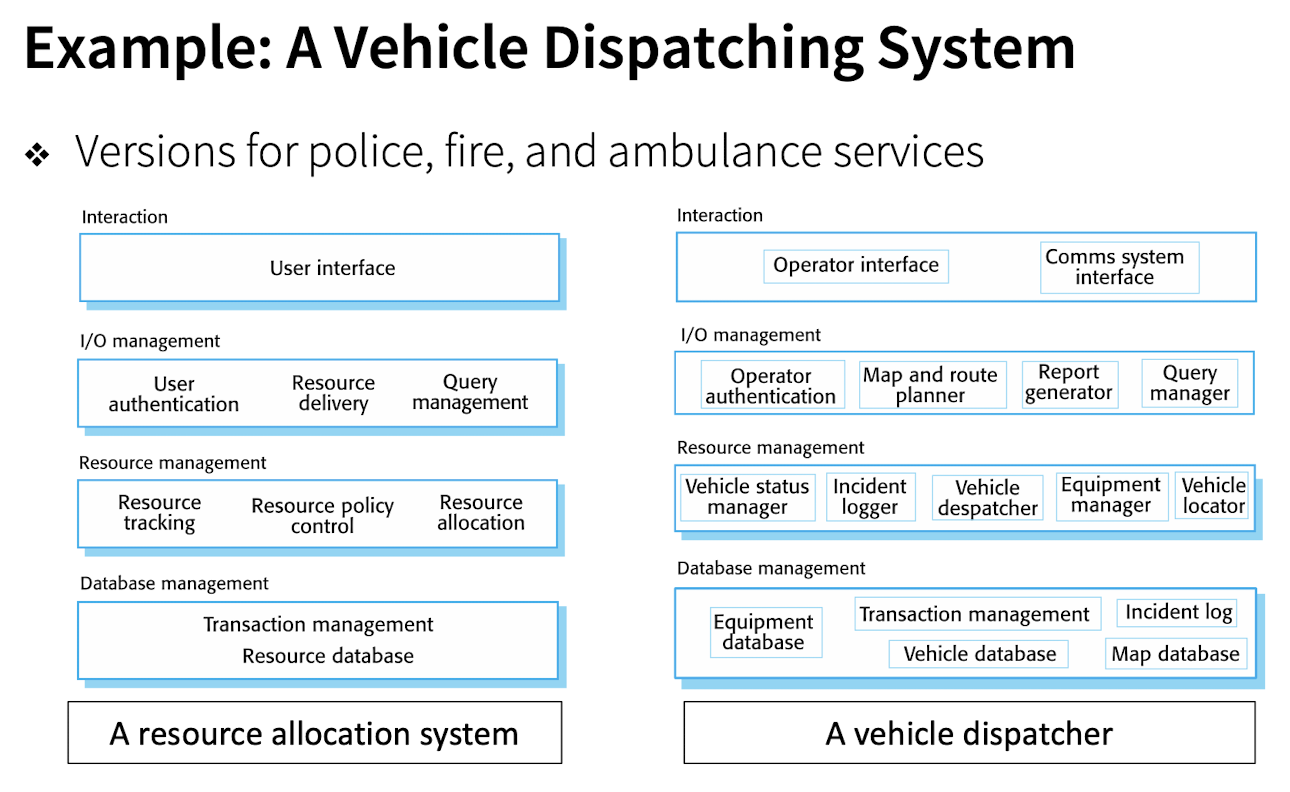 Example: A Vehicle Dispatching System
❖ Versions for police, fire, and ambulance services
Interaction
User interface
I/O management
User
authentication
Resource
delivery
Query
management
Resource management
Resource
tracking
Resource policy
control
Resource
allocation
Database management
Transaction management
Resource database
A resource allocation system
Interaction
Operator interface
Comms system
interface
I/O management
Operator
authentication
Map and route
planner
Report
generator
Query
manager
Resource management
Vehicle status
manager
Incident
logger
Vehicle
despatcher
Equipment
manager
Vehicle
locator
Database management
Equipment
database
Transaction management
Incident log
Vehicle database
Map database
A vehicle dispatcher